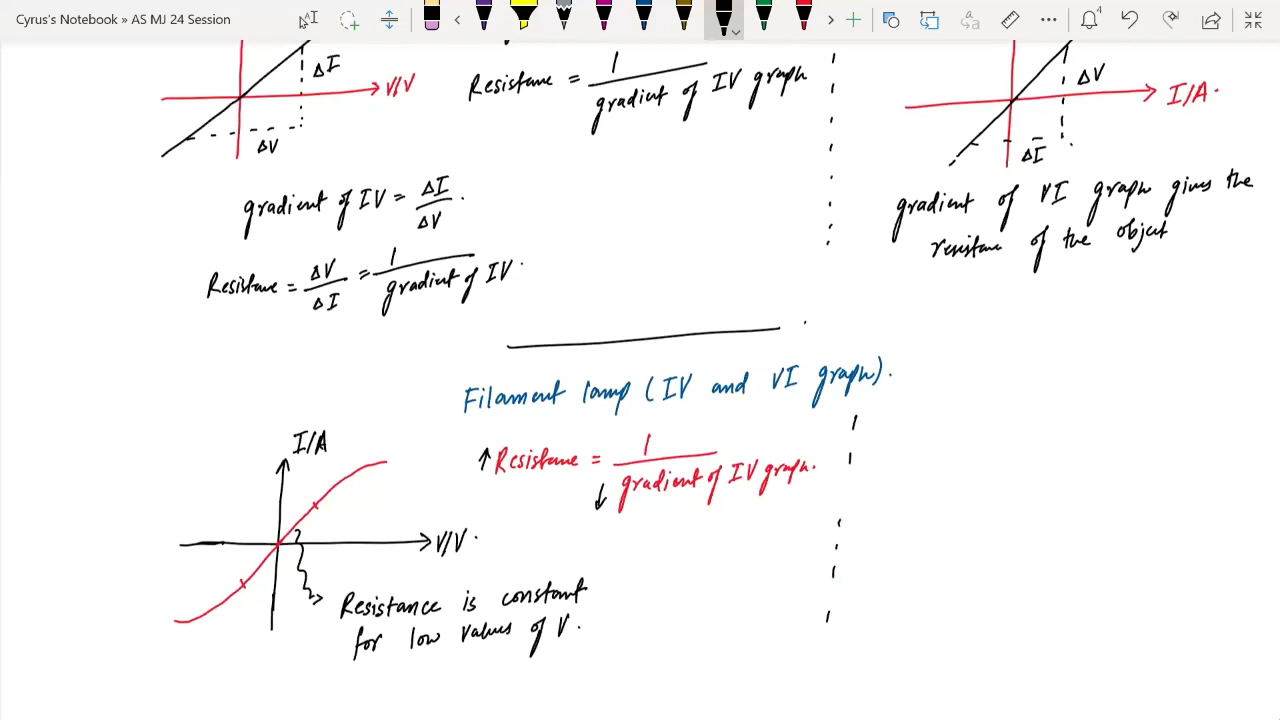 Cyrus's Notebook » AS MJ 24 Session
4
ΔI
V/V
ΔV
Resistance = 1 / gradient of IV graph
ΔV
I/A.
ΔI
gradient of IV = ΔI / ΔV.
Resistance = ΔV / ΔI = 1 / gradient of IV.
gradient of VI graph gives the
resistance of the object
Filament lamp (IV and VI graph).
I/A
V/V.
↑ Resistance = 1 / ↓ gradient of IV graph.
Resistance is constant
for low values of V.